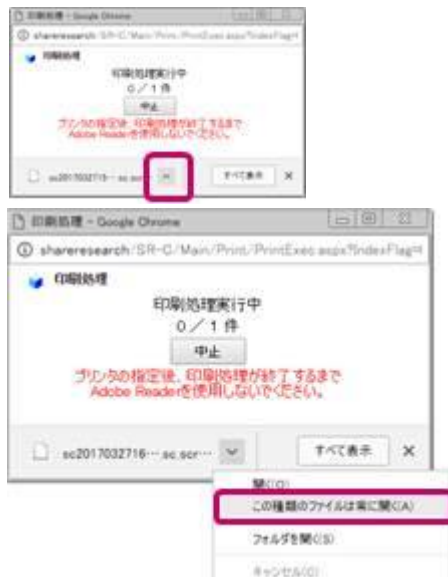 印刷処理 - Google Chrome
shareresearch/SR-C/Main/Print/PrintExec.aspx?IndexFlag=
印刷処理
印刷処理実行中
0/1 件
中止
プリンタの指定後、印刷処理が終了するまで
Adobe Readerを使用しないでください。
すべて表示 ×
印刷処理 - Google Chrome
shareresearch/SR-C/Main/Print/PrintExec.aspx?IndexFlag=
印刷処理
印刷処理実行中
0/1 件
中止
プリンタの指定後、印刷処理が終了するまで
Adobe Readerを使用しないでください。
sc2017032716… sc.scr… すべて表示 ×
開く(O)
この種類のファイルは常に開く(A)
フォルダを開く(S)
キャンセル(C)